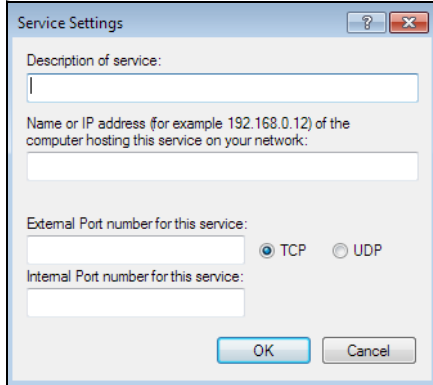 Service Settings
?
Description of service:
Name or IP address (for example 192.168.0.12) of the
computer hosting this service on your network:
External Port number for this service:
TCP
UDP
Internal Port number for this service:
OK
Cancel